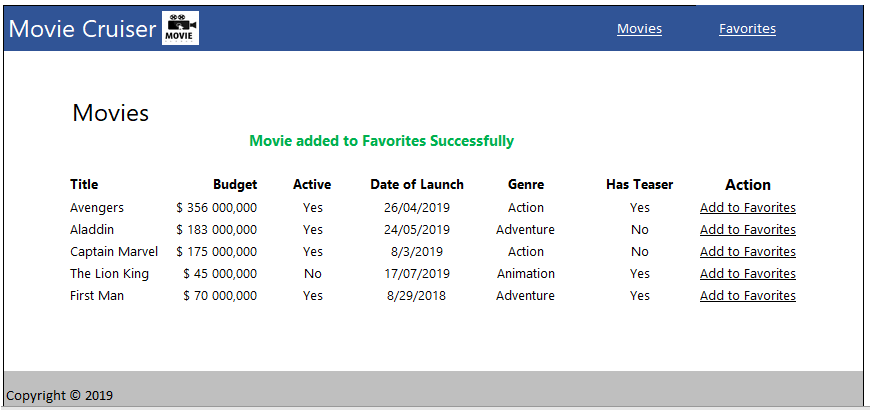 Movie Cruiser MOVIE Movies Favorites
Movies
Movie added to Favorites Successfully
Title Budget Active Date of Launch Genre Has Teaser Action
Avengers $ 356 000,000 Yes 26/04/2019 Action Yes Add to Favorites
Aladdin $ 183 000,000 Yes 24/05/2019 Adventure No Add to Favorites
Captain Marvel $ 175 000,000 Yes 8/3/2019 Action No Add to Favorites
The Lion King $ 45 000,000 No 17/07/2019 Animation Yes Add to Favorites
First Man $ 70 000,000 Yes 8/29/2018 Adventure Yes Add to Favorites
Copyright © 2019